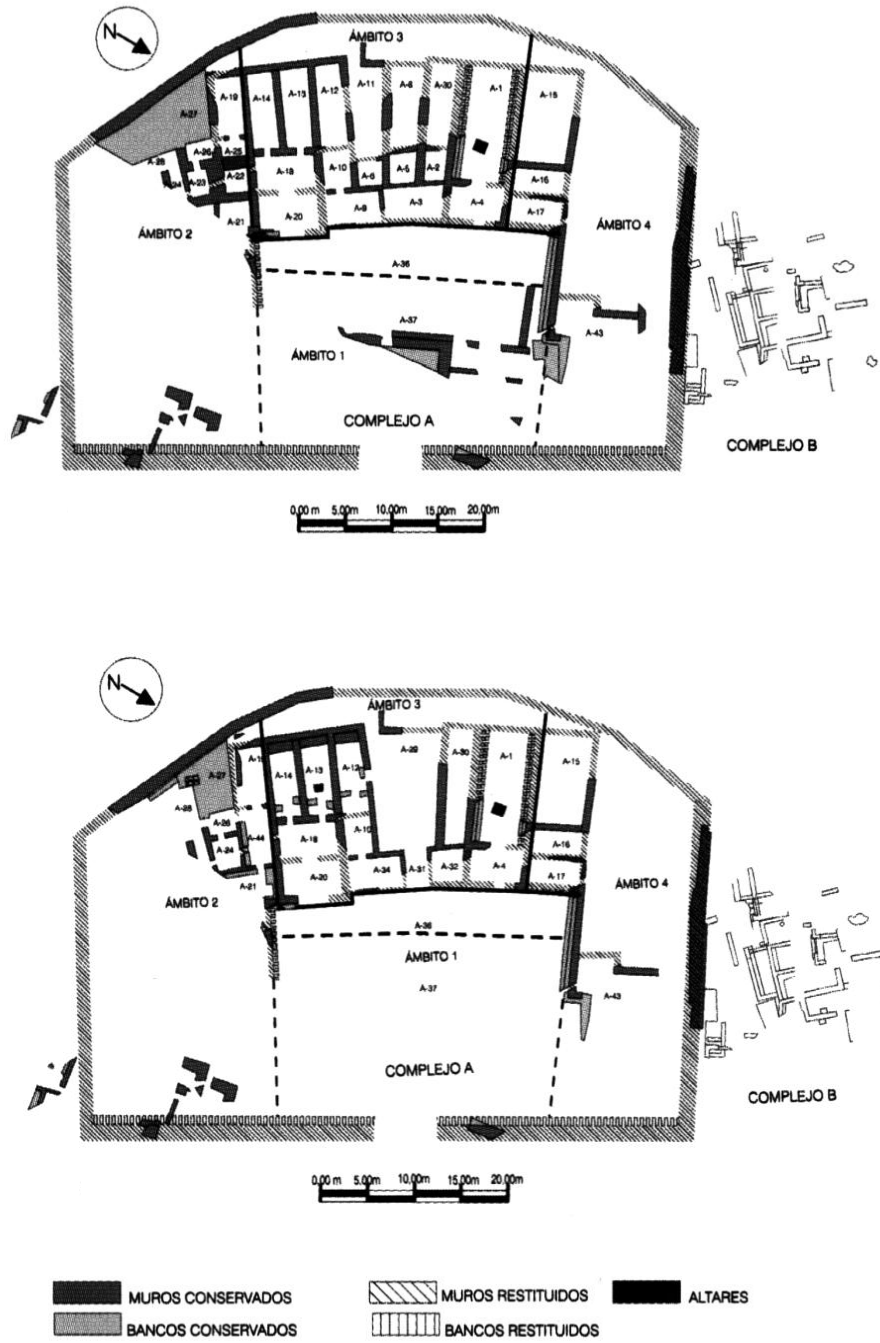 N
ÁMBITO 3
A-11
A-6
A-30
A-1
A-15
A-19
A-14
A-13
A-12
A-27
A-28
A-26
A-25
A-23
A-22
A-18
A-10
A-6
A-5
A-2
A-16
A-21
A-20
A-9
A-3
A-4
A-17
ÁMBITO 2
ÁMBITO 4
A-36
A-37
A-43
ÁMBITO 1
COMPLEJO A
COMPLEJO B
0,00 m 5,00m 10,00m 15,00m 20,00m
N
ÁMBITO 3
A-29
A-30
A-1
A-15
A-14
A-13
A-12
A-27
A-28
A-26
A-44
A-24
A-18
A-10
A-16
A-21
A-20
A-34
A-31
A-32
A-4
A-17
ÁMBITO 2
ÁMBITO 4
A-36
ÁMBITO 1
A-37
A-43
COMPLEJO A
COMPLEJO B
0,00 m 5,00m 10,00m 15,00m 20,00m
MUROS CONSERVADOS
MUROS RESTITUIDOS
ALTARES
BANCOS CONSERVADOS
BANCOS RESTITUIDOS